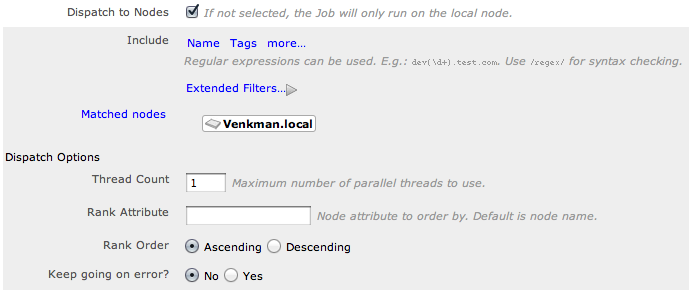 Dispatch to Nodes If not selected, the Job will only run on the local node.
Include Name Tags more...
Regular expressions can be used. E.g.: dev(\d+).test.com. Use /regex/ for syntax checking.
Extended Filters...
Matched nodes Venkman.local
Dispatch Options
Thread Count 1 Maximum number of parallel threads to use.
Rank Attribute Node attribute to order by. Default is node name.
Rank Order Ascending Descending
Keep going on error? No Yes